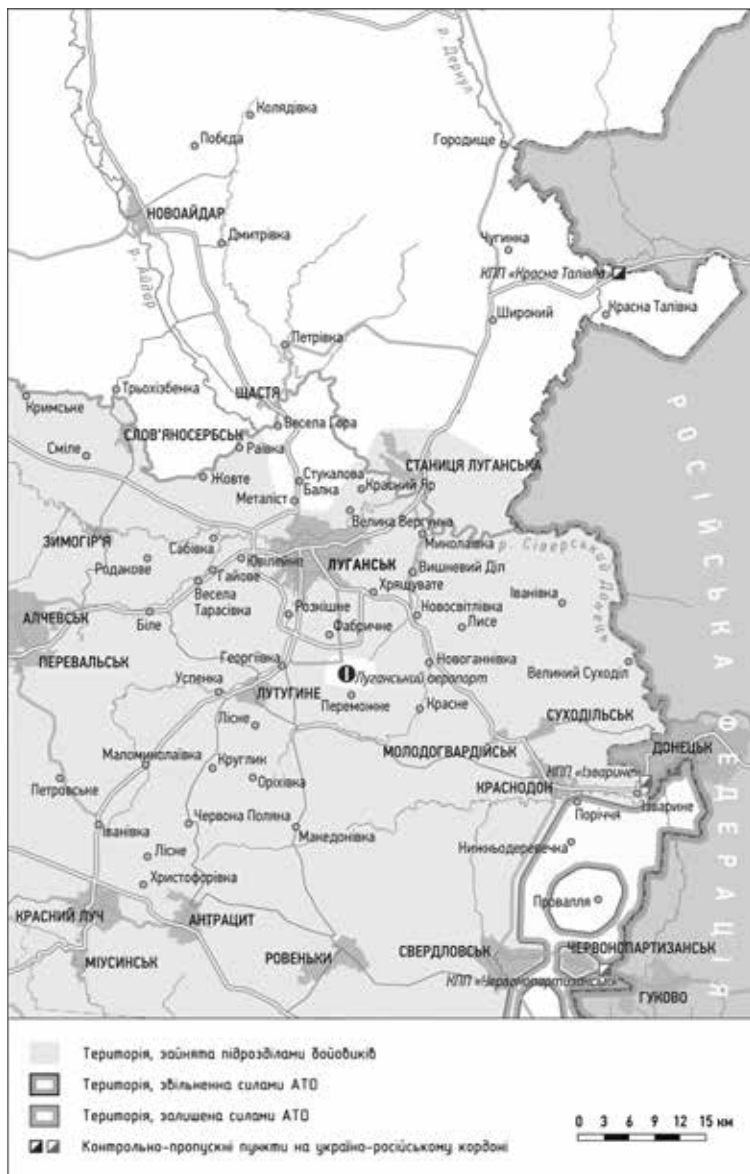 р. Деркул
Колядівка
Побєда
Городище
НОВОАЙДАР
Дмитрівка
Чугинка
р. Айдар
КПП «Красна Талівка»
Красна Талівка
Широкий
Петрівка
Трьохізбенка
ЩАСТЯ
Кримське
Весела Гора
СЛОВ'ЯНОСЕРБСЬК
Раївка
Сміле
СТАНИЦЯ ЛУГАНСЬКА
Жовте
Стукалова
Балка
Красний Яр
Металіст
Велика Вергунка
ЗИМОГІР'Я
Сабівка
Миколаївка
р. Сіверський Донець
Родакове
Ювілейне
ЛУГАНСЬК
Вишневий Діл
Гайове
Хрящувате
Іванівка
Весела
Тарасівка
АЛЧЕВСЬК
Біле
Розкішне
Новосвітлівка
Фабричне
Лисе
ПЕРЕВАЛЬСЬК
Георгіївка
Новоганнівка
Великий Суходіл
Луганський аеропорт
Успенка
ЛУТУГИНЕ
Переможне
Красне
Лісне
СУХОДІЛЬСЬК
МОЛОДОГВАРДІЙСЬК
ДОНЕЦЬК
Маломиколаївка
Круглик
КПП «Ізварине»
Петровське
Оріхівка
КРАСНОДОН
Ізварине
Поріччя
Іванівка
Червона Поляна
Македонівка
Нижньодеревечка
Лісне
Христофорівка
Провалля
КРАСНИЙ ЛУЧ
АНТРАЦИТ
РОВЕНЬКИ
СВЕРДЛОВСЬК
ЧЕРВОНОПАРТИЗАНСЬК
МІУСИНСЬК
КПП «Червонопартизанськ»
ГУКОВО
РОСІЙСЬКА ФЕДЕРАЦІЯ
Територія, зайнята підрозділами бойовиків
Територія, звільненна силами АТО
Територія, залишена силами АТО
Контрольно-пропускні пункти на україно-російському кордоні
0 3 6 9 12 15 КМ